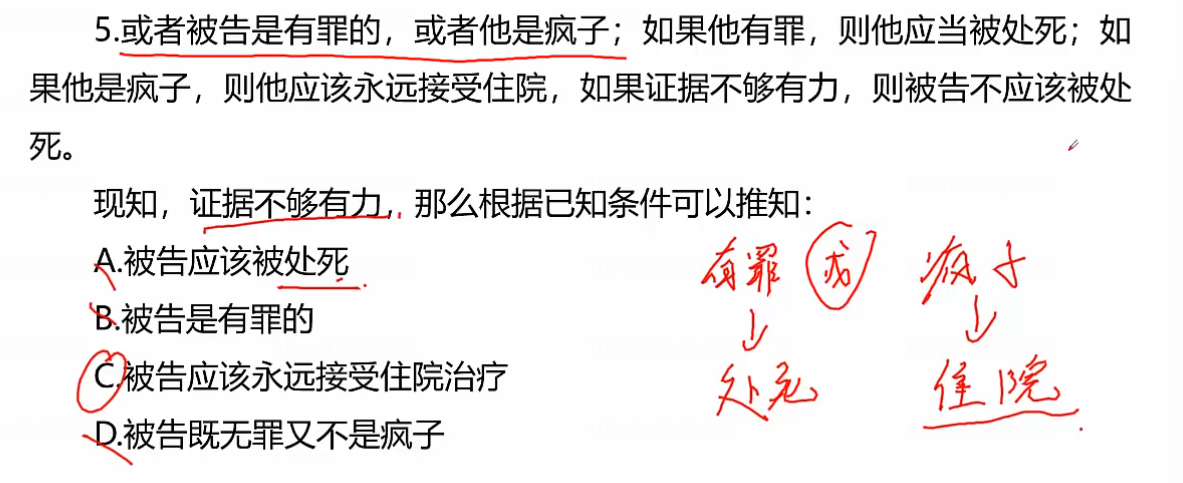 5.或者被告是有罪的，或者他是疯子；如果他有罪，则他应当被处死；如
果他是疯子，则他应该永远接受住院，如果证据不够有力，则被告不应该被处
死。
现知，证据不够有力，那么根据已知条件可以推知：
A.被告应该被处死
B.被告是有罪的
C.被告应该永远接受住院治疗
D.被告既无罪又不是疯子
有罪 或 疯子
处死 住院